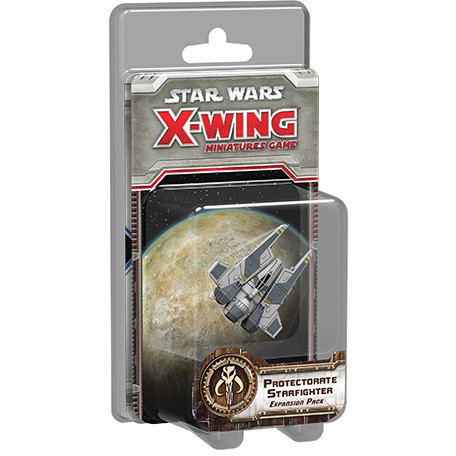 STAR WARS
X-WING
MINIATURES GAME
PROTECTORATE
STARFIGHTER
EXPANSION PACK